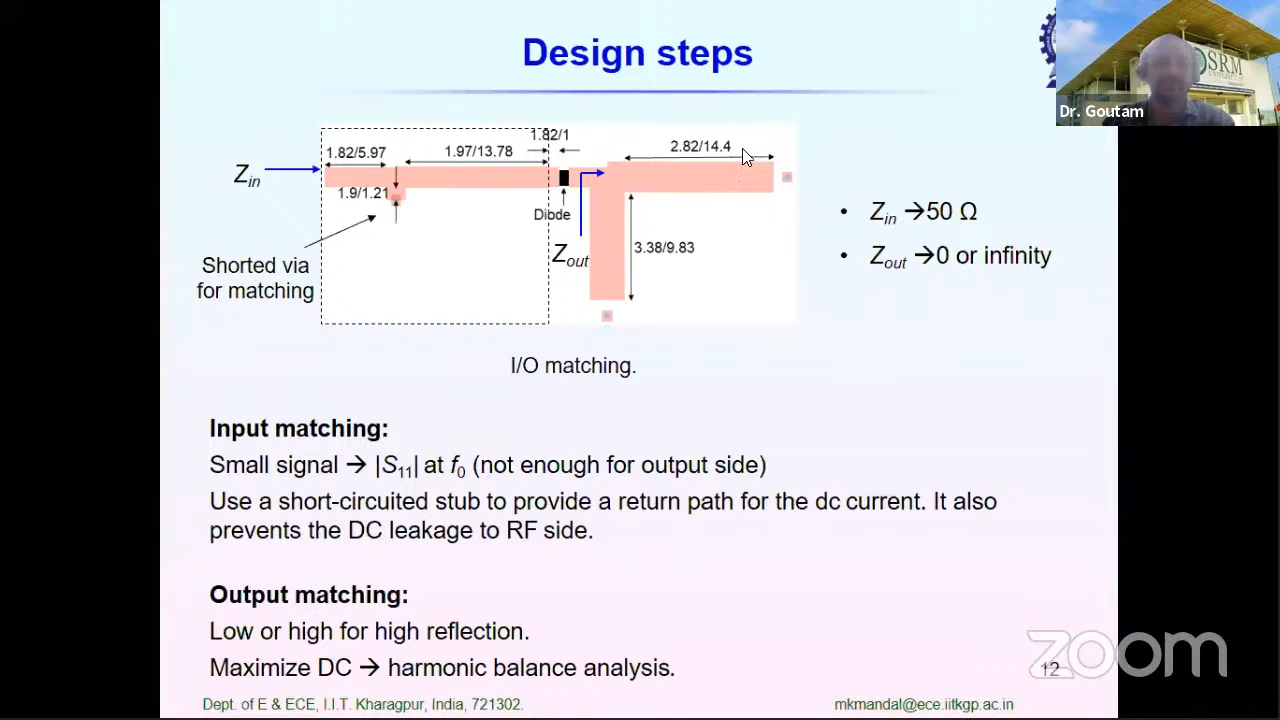 Design steps
SRM
UNIVERSITY
Dr. Goutam
1.82/1
1.82/5.97
1.97/13.78
2.82/14.4
Zin
1.9/1.21
Diode
Zout
3.38/9.83
Shorted via
for matching
• Zin →50 Ω
• Zout →0 or infinity
I/O matching.
Input matching:
Small signal → |S11| at f0 (not enough for output side)
Use a short-circuited stub to provide a return path for the dc current. It also
prevents the DC leakage to RF side.
Output matching:
Low or high for high reflection.
Maximize DC → harmonic balance analysis.
zoom
12
Dept. of E & ECE, I.I.T. Kharagpur, India, 721302.
mkmandal@ece.iitkgp.ac.in